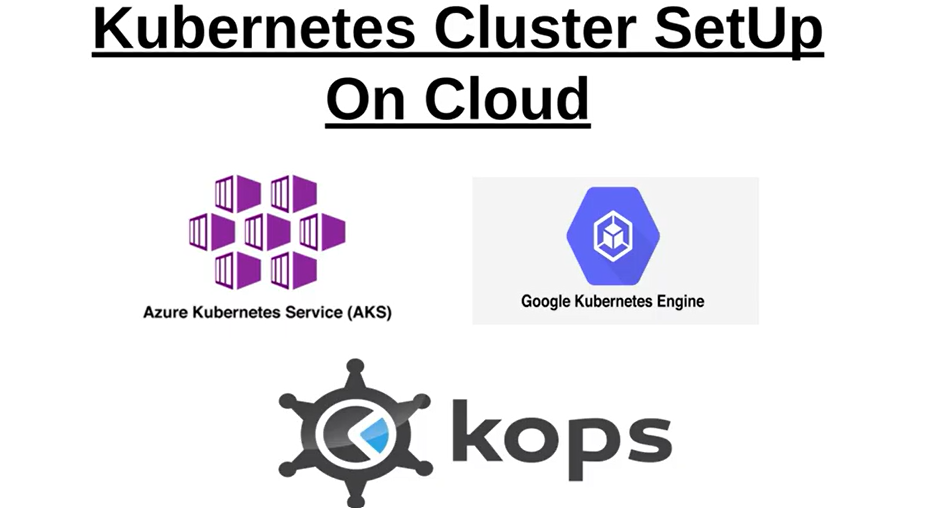 Kubernetes Cluster SetUp
On Cloud
Azure Kubernetes Service (AKS)
Google Kubernetes Engine
kops